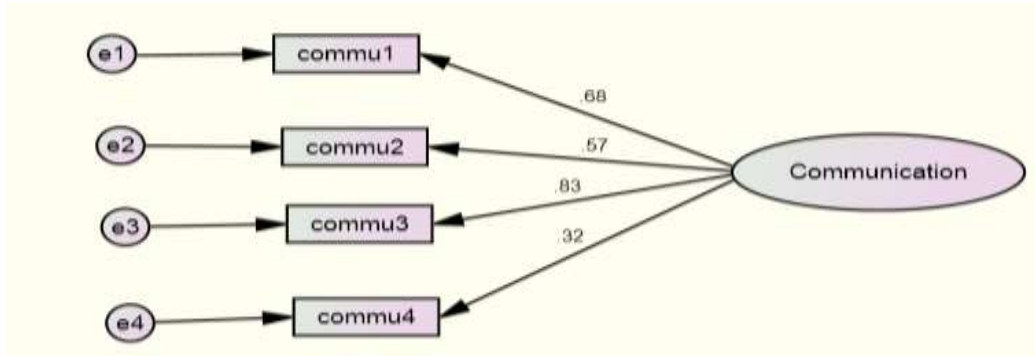 e1
commu1
.68
e2
commu2
.57
Communication
.83
e3
commu3
.32
e4
commu4